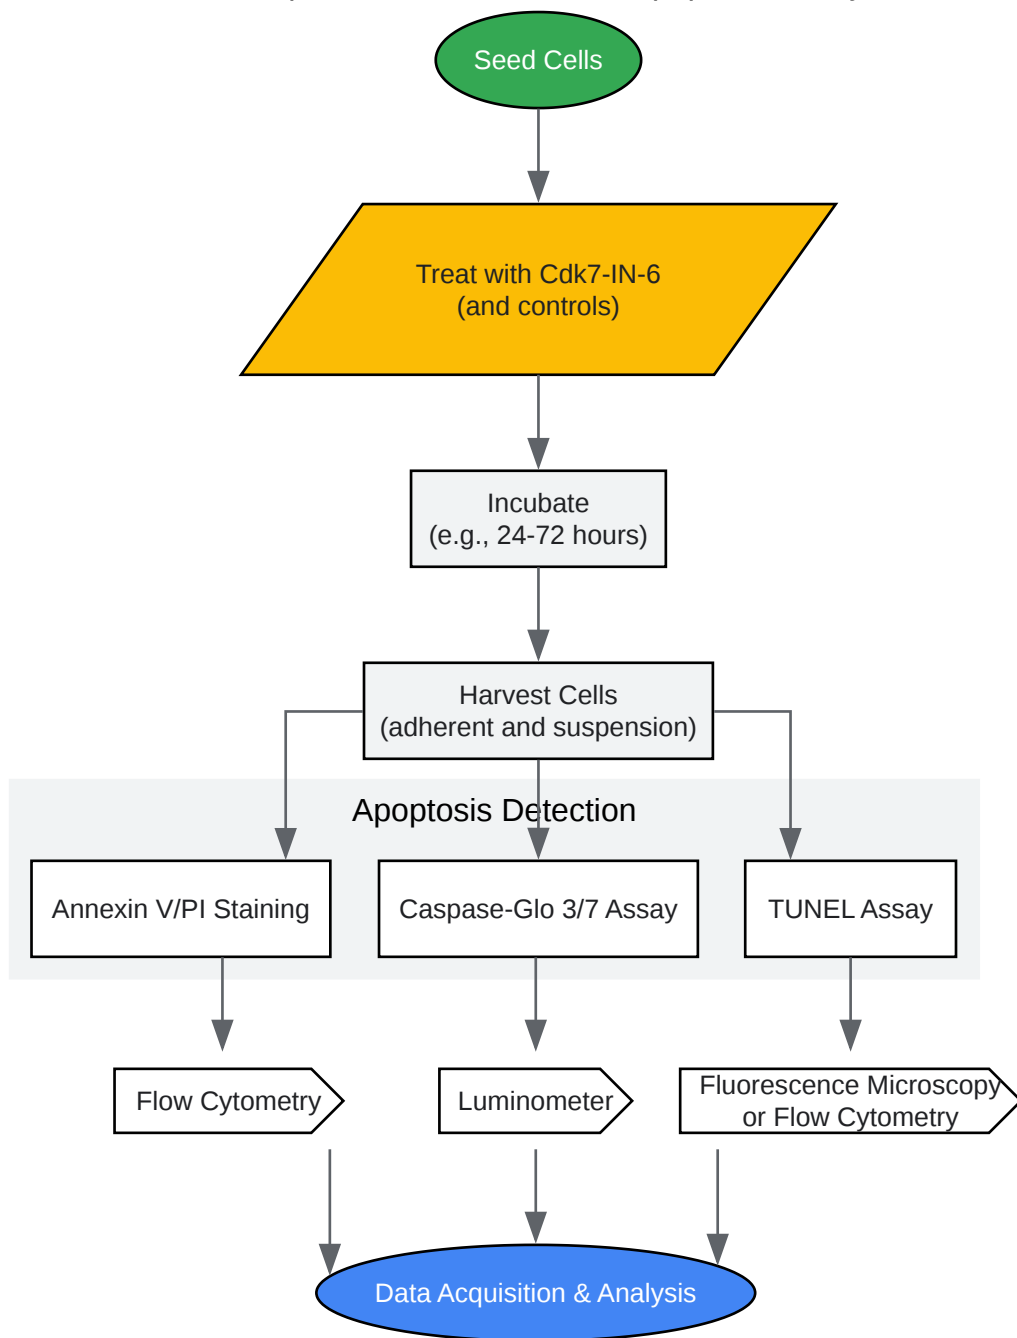 Seed Cells
Treat with Cdk7-IN-6
(and controls)
Incubate
(e.g., 24-72 hours)
Harvest Cells
(adherent and suspension)
Apoptosis Detection
Annexin V/PI Staining
Caspase-Glo 3/7 Assay
TUNEL Assay
Flow Cytometry
Luminometer
Fluorescence Microscopy
or Flow Cytometry
Data Acquisition & Analysis